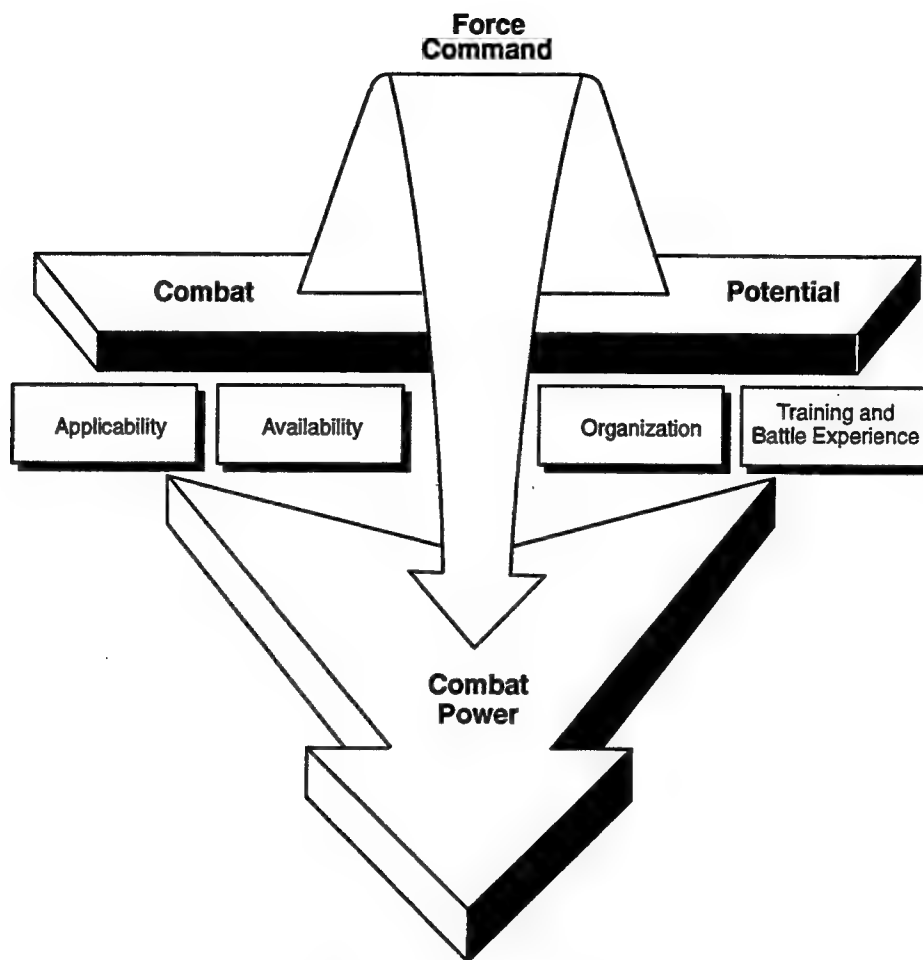 Force
Command
Combat
Potential
Applicability
Availability
Organization
Training and
Battle Experience
Combat
Power